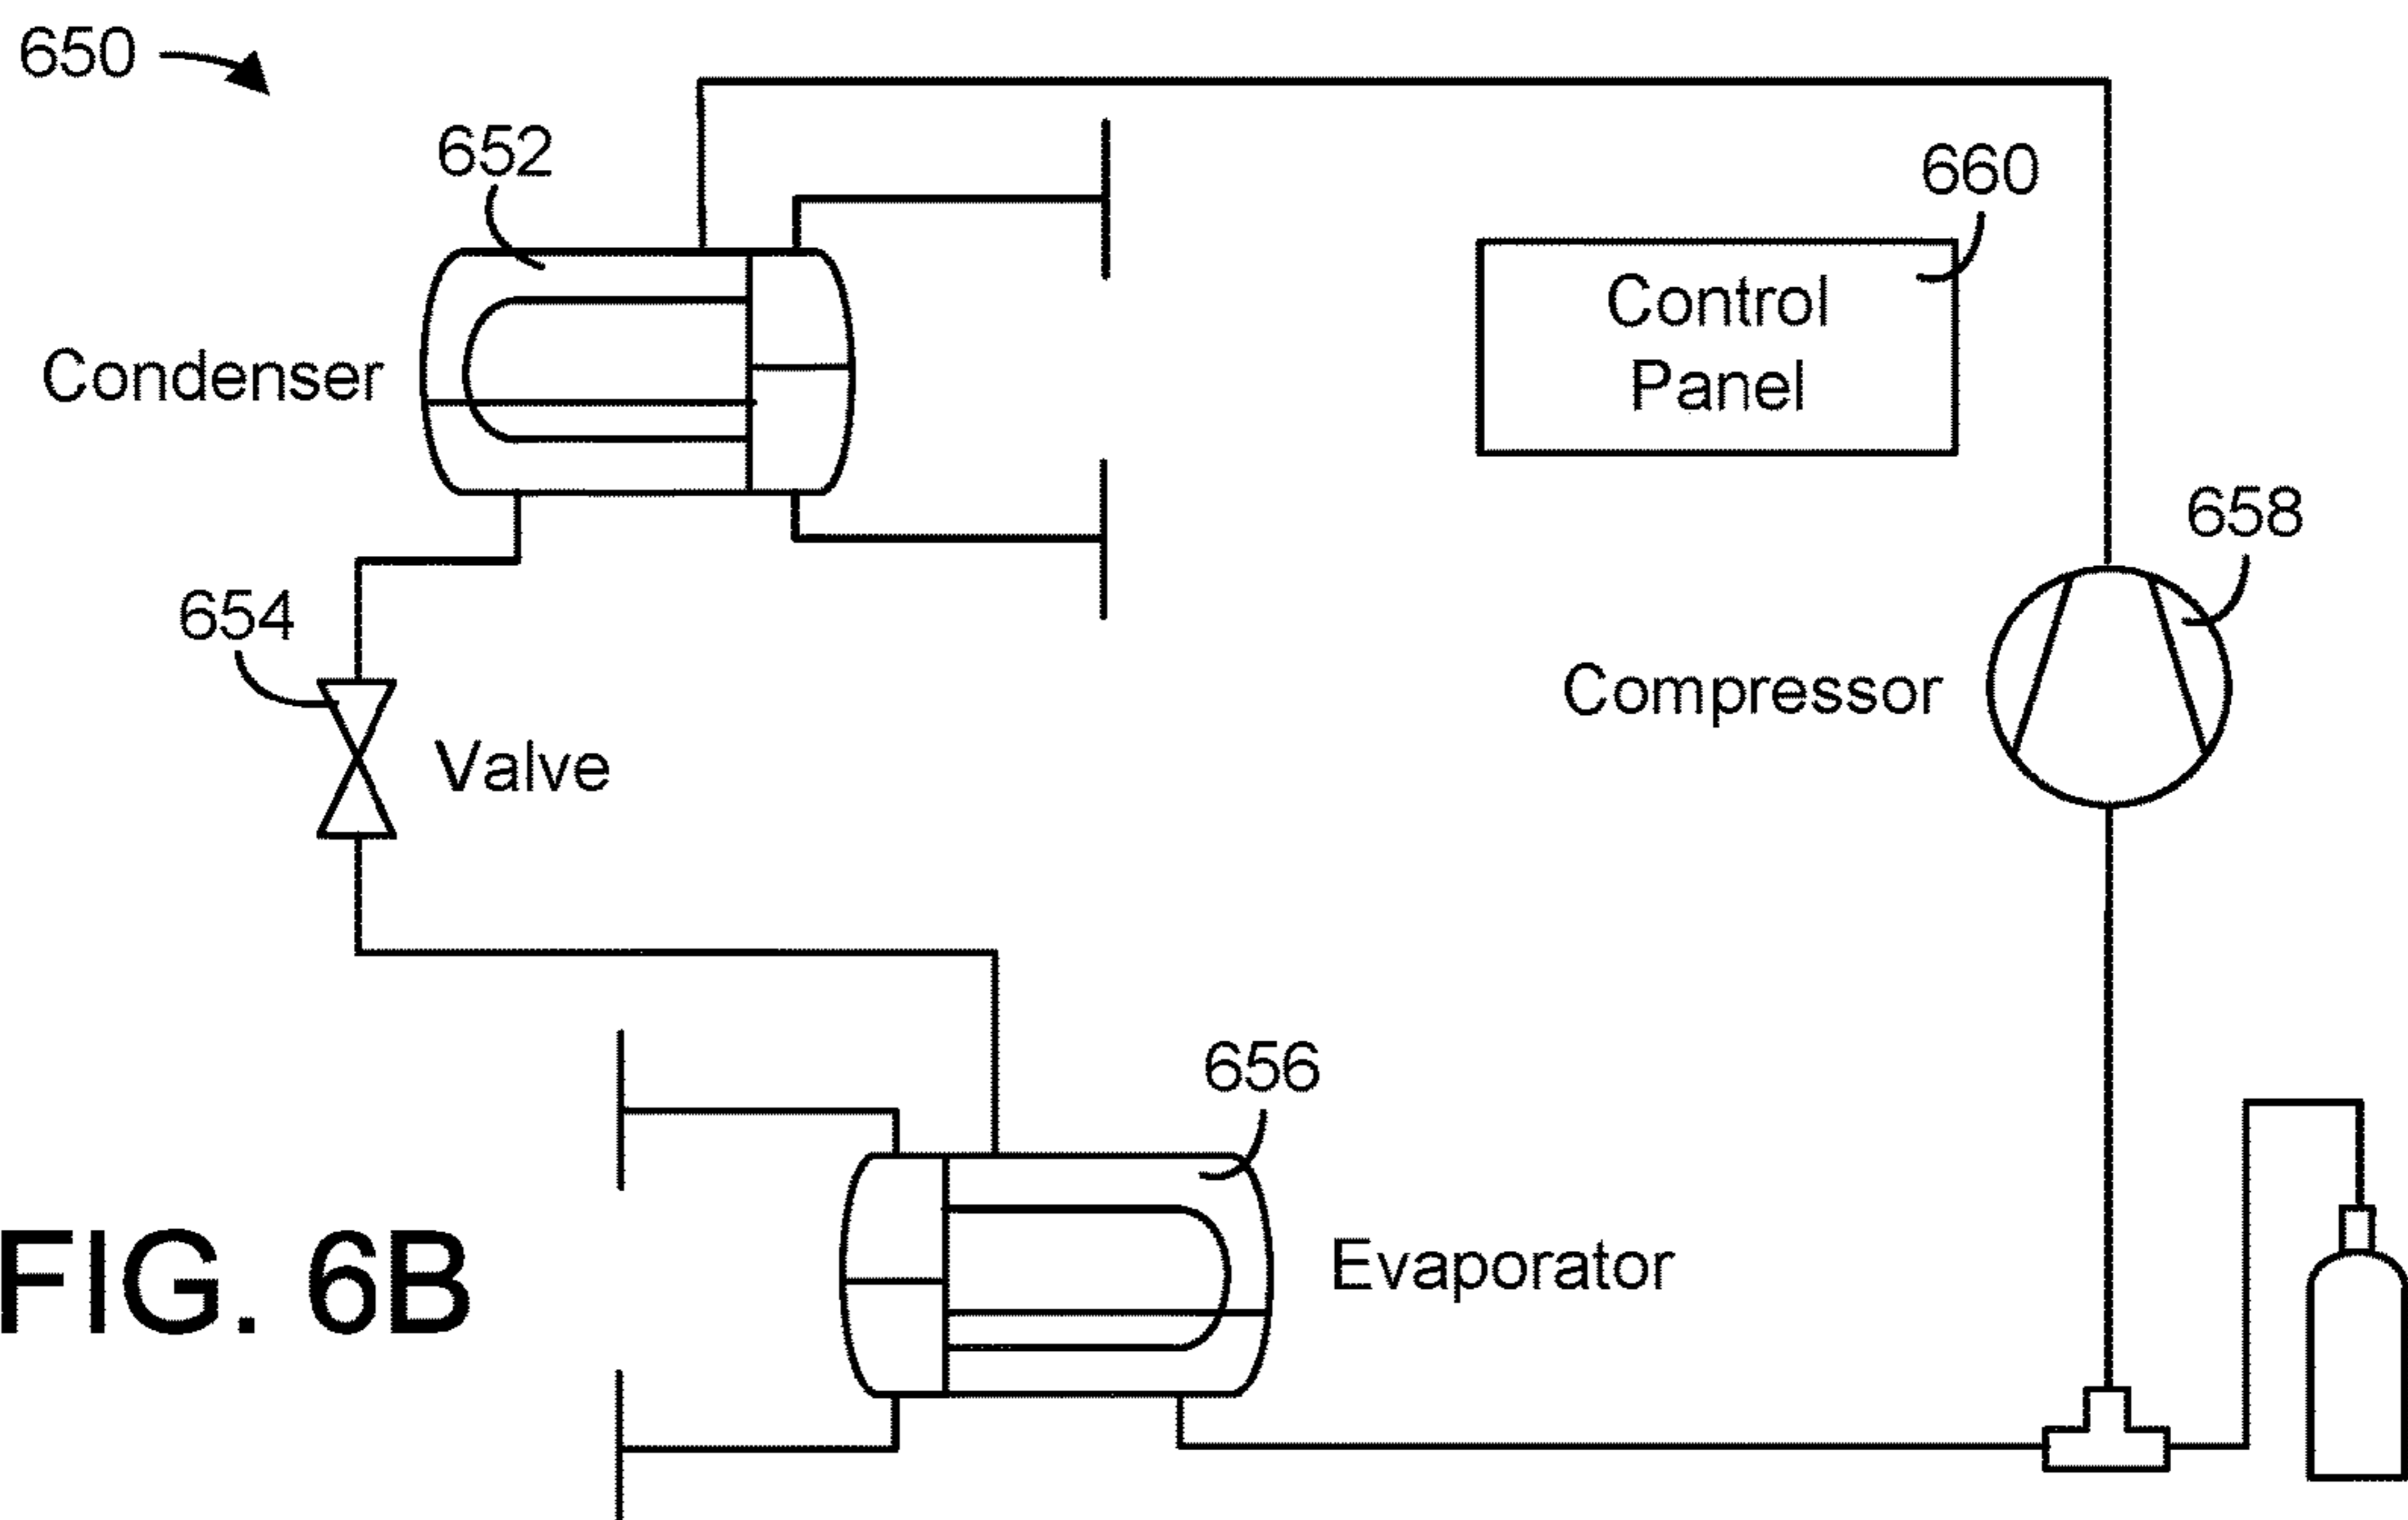 650
652
660
Control
Panel
Condenser
658
654
Compressor
Valve
656
Evaporator
FIG. 6B